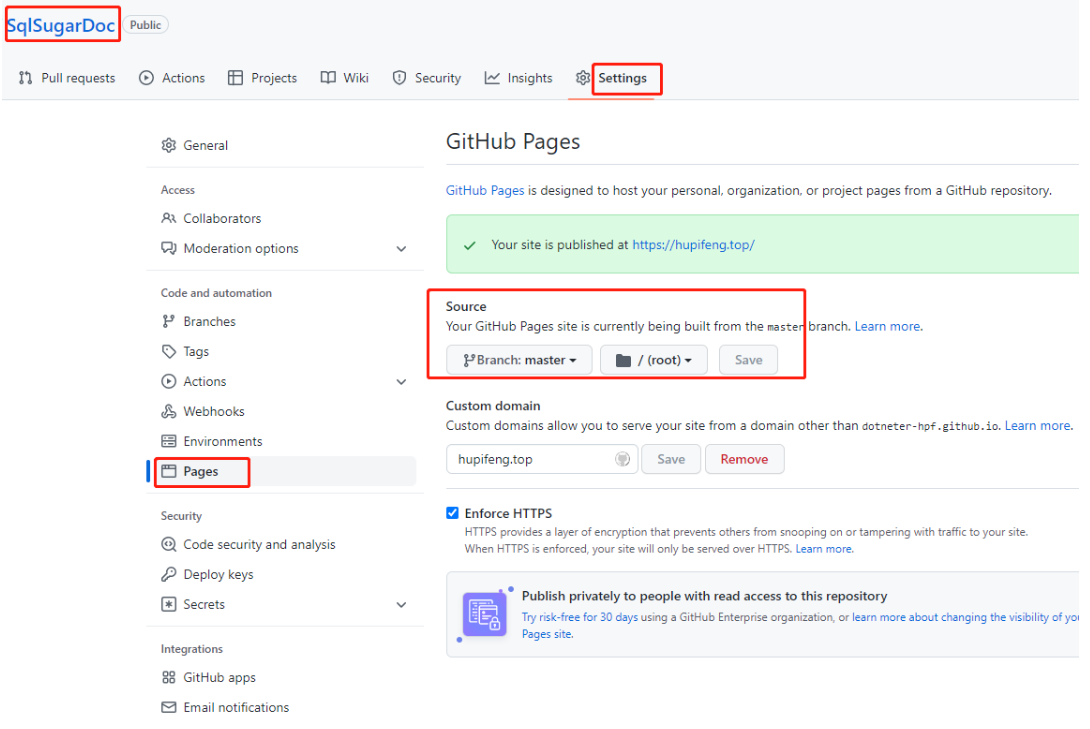 SqlSugarDoc Public
Pull requests Actions Projects Wiki Security Insights Settings
General
Access
Collaborators
Moderation options
Code and automation
Branches
Tags
Actions
Webhooks
Environments
Pages
Security
Code security and analysis
Deploy keys
Secrets
Integrations
GitHub apps
Email notifications
GitHub Pages
GitHub Pages is designed to host your personal, organization, or project pages from a GitHub repository.
Your site is published at https://hupifeng.top/
Source
Your GitHub Pages site is currently being built from the master branch. Learn more.
Branch: master / (root) Save
Custom domain
Custom domains allow you to serve your site from a domain other than dotneter-hpf.github.io. Learn more.
hupifeng.top Save Remove
Enforce HTTPS
HTTPS provides a layer of encryption that prevents others from snooping on or tampering with traffic to your site.
When HTTPS is enforced, your site will only be served over HTTPS. Learn more.
Publish privately to people with read access to this repository
Try risk-free for 30 days using a GitHub Enterprise organization, or learn more about changing the visibility of you
Pages site.